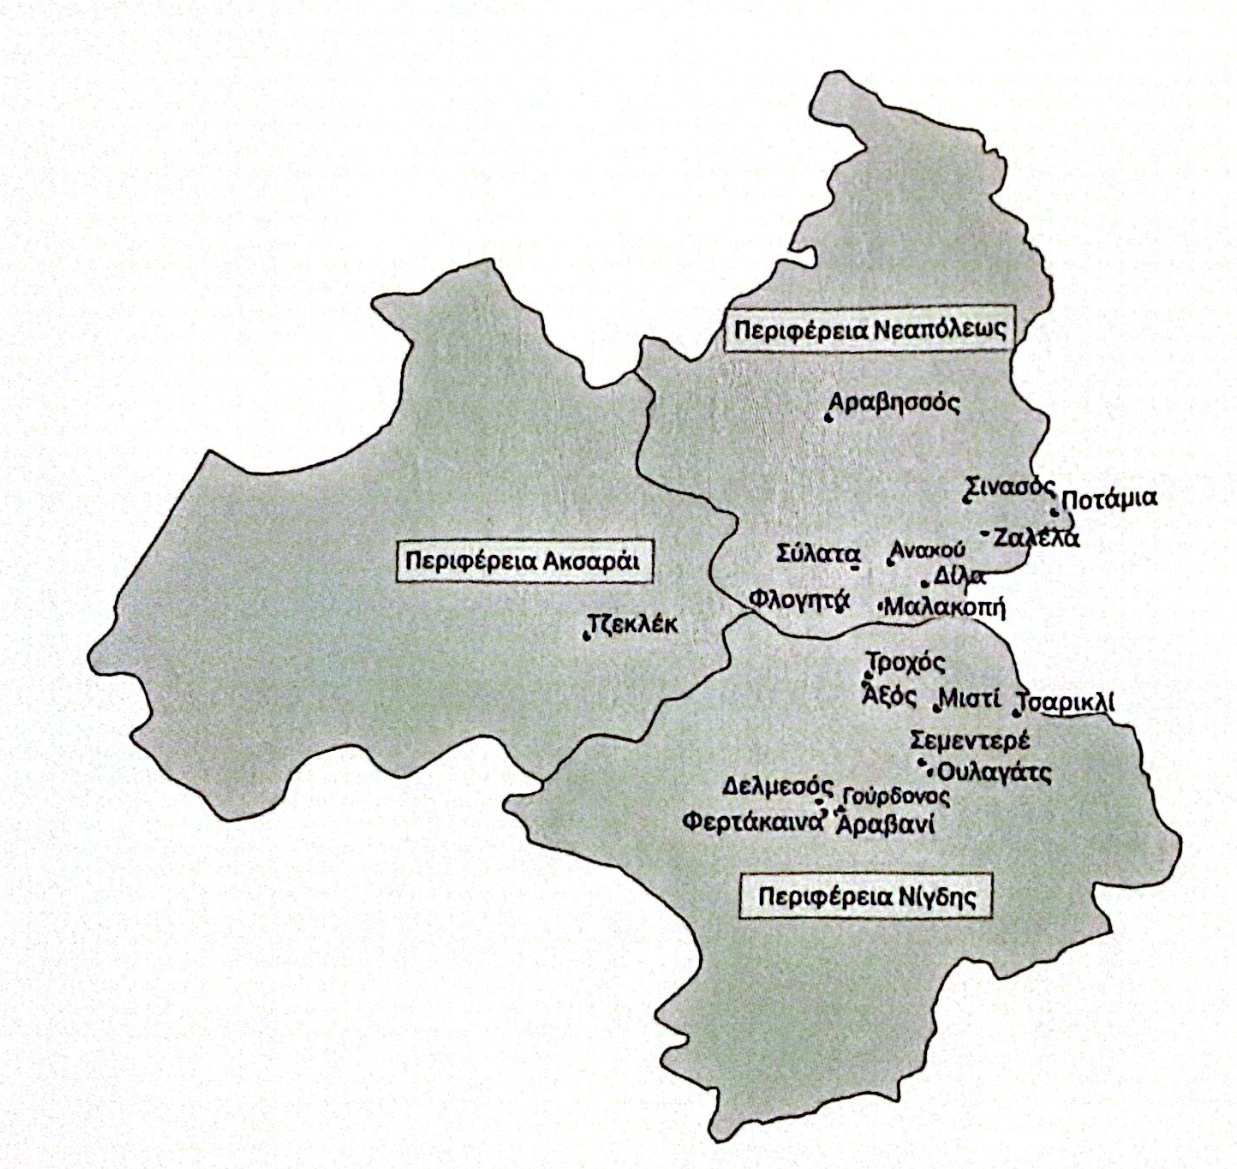 Περιφέρεια Νεαπόλεως
Αραβησσός
Σινασός
Ποτάμια
Ζαλέλα
Σύλατα
Ανακού
Δίλα
Φλογητά
Μαλακοπή
Περιφέρεια Ακσαράι
Τζεκλέκ
Τροχός
Αξός
Μιστί
Τσαρικλί
Σεμεντερέ
Ουλαγάτς
Δελμεσός
Γούρδονος
Φερτάκαινα
Αραβανί
Περιφέρεια Νίγδης